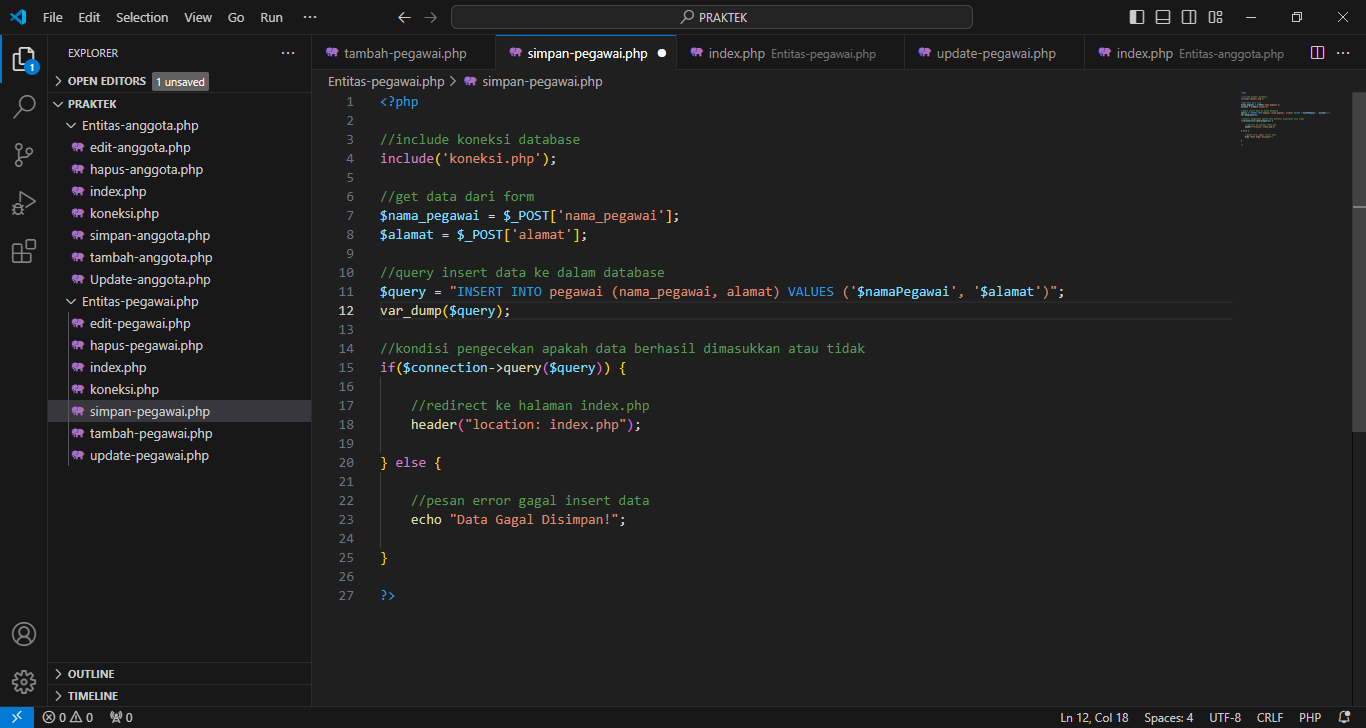 File Edit Selection View Go Run ··· PRAKTEK
EXPLORER ···
OPEN EDITORS 1 unsaved
PRAKTEK
Entitas-anggota.php
edit-anggota.php
hapus-anggota.php
index.php
koneksi.php
simpan-anggota.php
tambah-anggota.php
Update-anggota.php
Entitas-pegawai.php
edit-pegawai.php
hapus-pegawai.php
index.php
koneksi.php
simpan-pegawai.php
tambah-pegawai.php
update-pegawai.php
OUTLINE
TIMELINE
1
tambah-pegawai.php simpan-pegawai.php index.php Entitas-pegawai.php update-pegawai.php index.php Entitas-anggota.php ···
Entitas-pegawai.php > simpan-pegawai.php
1 <?php
2
3 //include koneksi database
4 include('koneksi.php');
5
6 //get data dari form
7 $nama_pegawai = $_POST['nama_pegawai'];
8 $alamat = $_POST['alamat'];
9
10 //query insert data ke dalam database
11 $query = "INSERT INTO pegawai (nama_pegawai, alamat) VALUES ('$namaPegawai', '$alamat')";
12 var_dump($query);
13
14 //kondisi pengecekan apakah data berhasil dimasukkan atau tidak
15 if($connection->query($query)) {
16
17 //redirect ke halaman index.php
18 header("location: index.php");
19
20 } else {
21
22 //pesan error gagal insert data
23 echo "Data Gagal Disimpan!";
24
25 }
26
27 ?>
0 0 0 Ln 12, Col 18 Spaces: 4 UTF-8 CRLF PHP